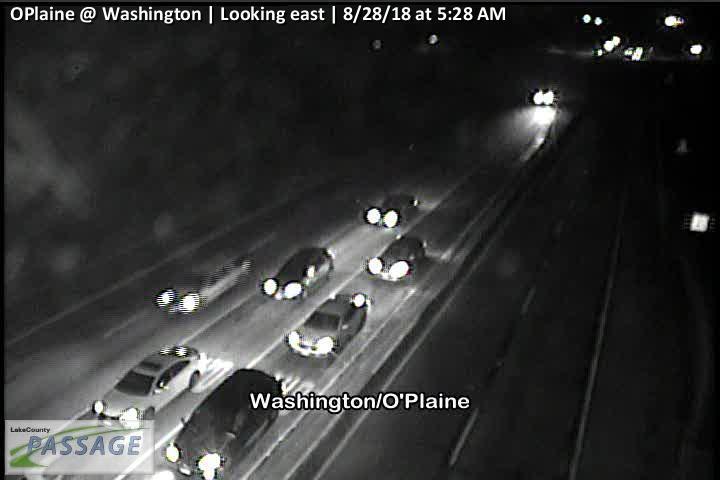 OPlaine @ Washington | Looking east | 8/28/18 at 5:28 AM
Washington/O'Plaine
LakeCounty
PASSAGE